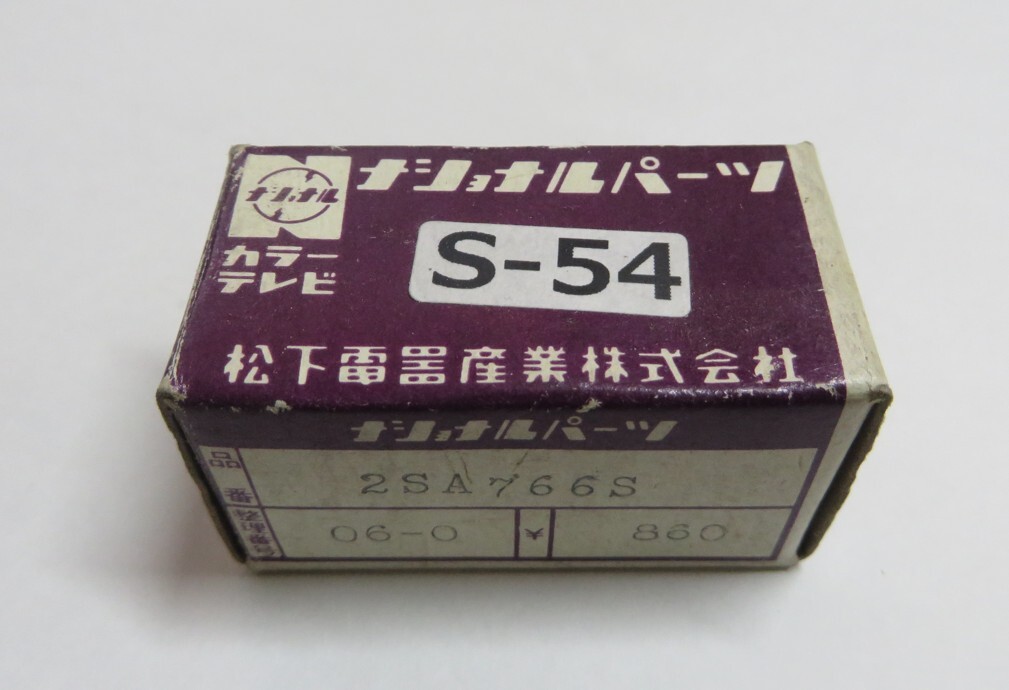 ナショナルパーツ
ナショナル
カラー
テレビ
S-54
松下電器産業株式会社
ナショナルパーツ
品番 2SA766S
06-0 ¥ 860